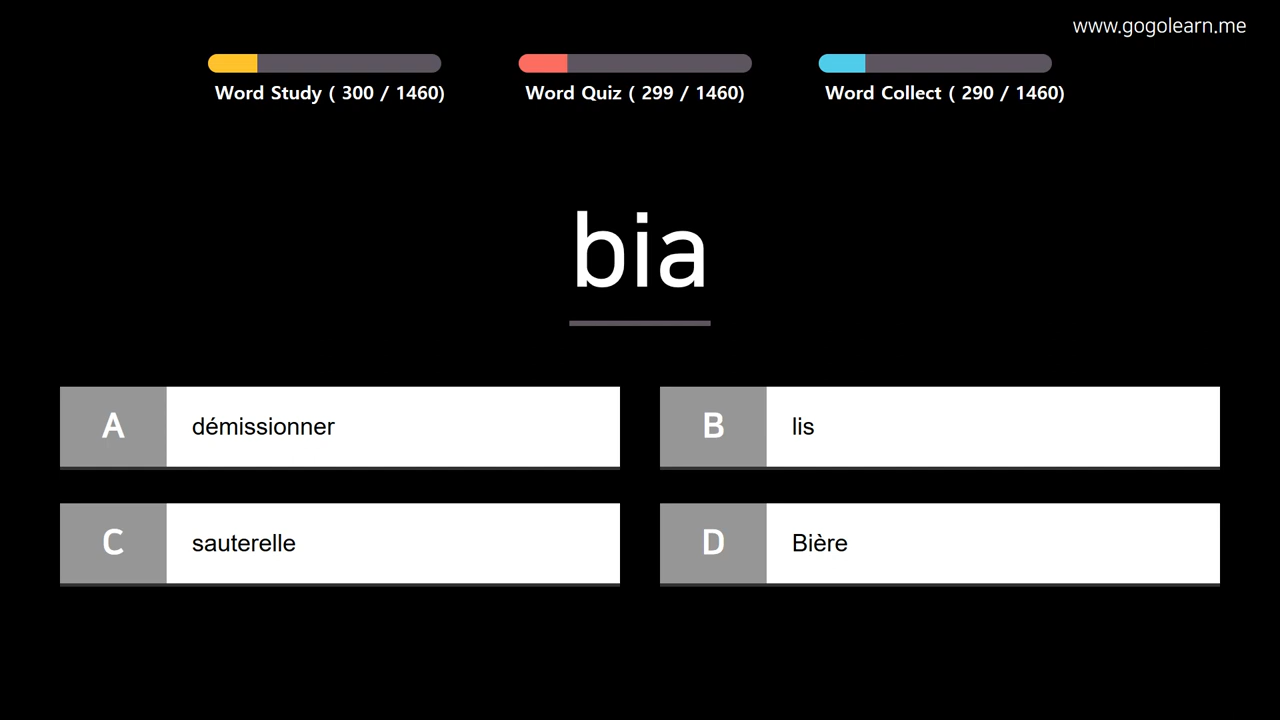 www.gogolearn.me
Word Study ( 300 / 1460)
Word Quiz ( 299 / 1460)
Word Collect ( 290 / 1460)
bia
A démissionner
B lis
C sauterelle
D Bière